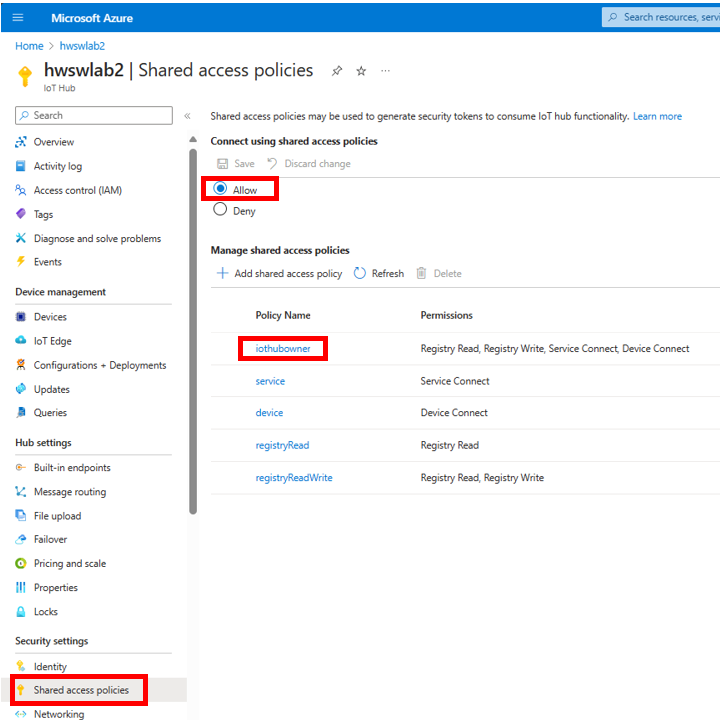 Microsoft Azure
Search resources, servi
Home > hwswlab2
hwswlab2 | Shared access policies
IoT Hub
Search
Overview
Activity log
Access control (IAM)
Tags
Diagnose and solve problems
Events
Device management
Devices
IoT Edge
Configurations + Deployments
Updates
Queries
Hub settings
Built-in endpoints
Message routing
File upload
Failover
Pricing and scale
Properties
Locks
Security settings
Identity
Shared access policies
Networking
Shared access policies may be used to generate security tokens to consume IoT hub functionality. Learn more
Connect using shared access policies
Save Discard change
Allow
Deny
Manage shared access policies
Add shared access policy Refresh Delete
Policy Name Permissions
iothubowner Registry Read, Registry Write, Service Connect, Device Connect
service Service Connect
device Device Connect
registryRead Registry Read
registryReadWrite Registry Read, Registry Write